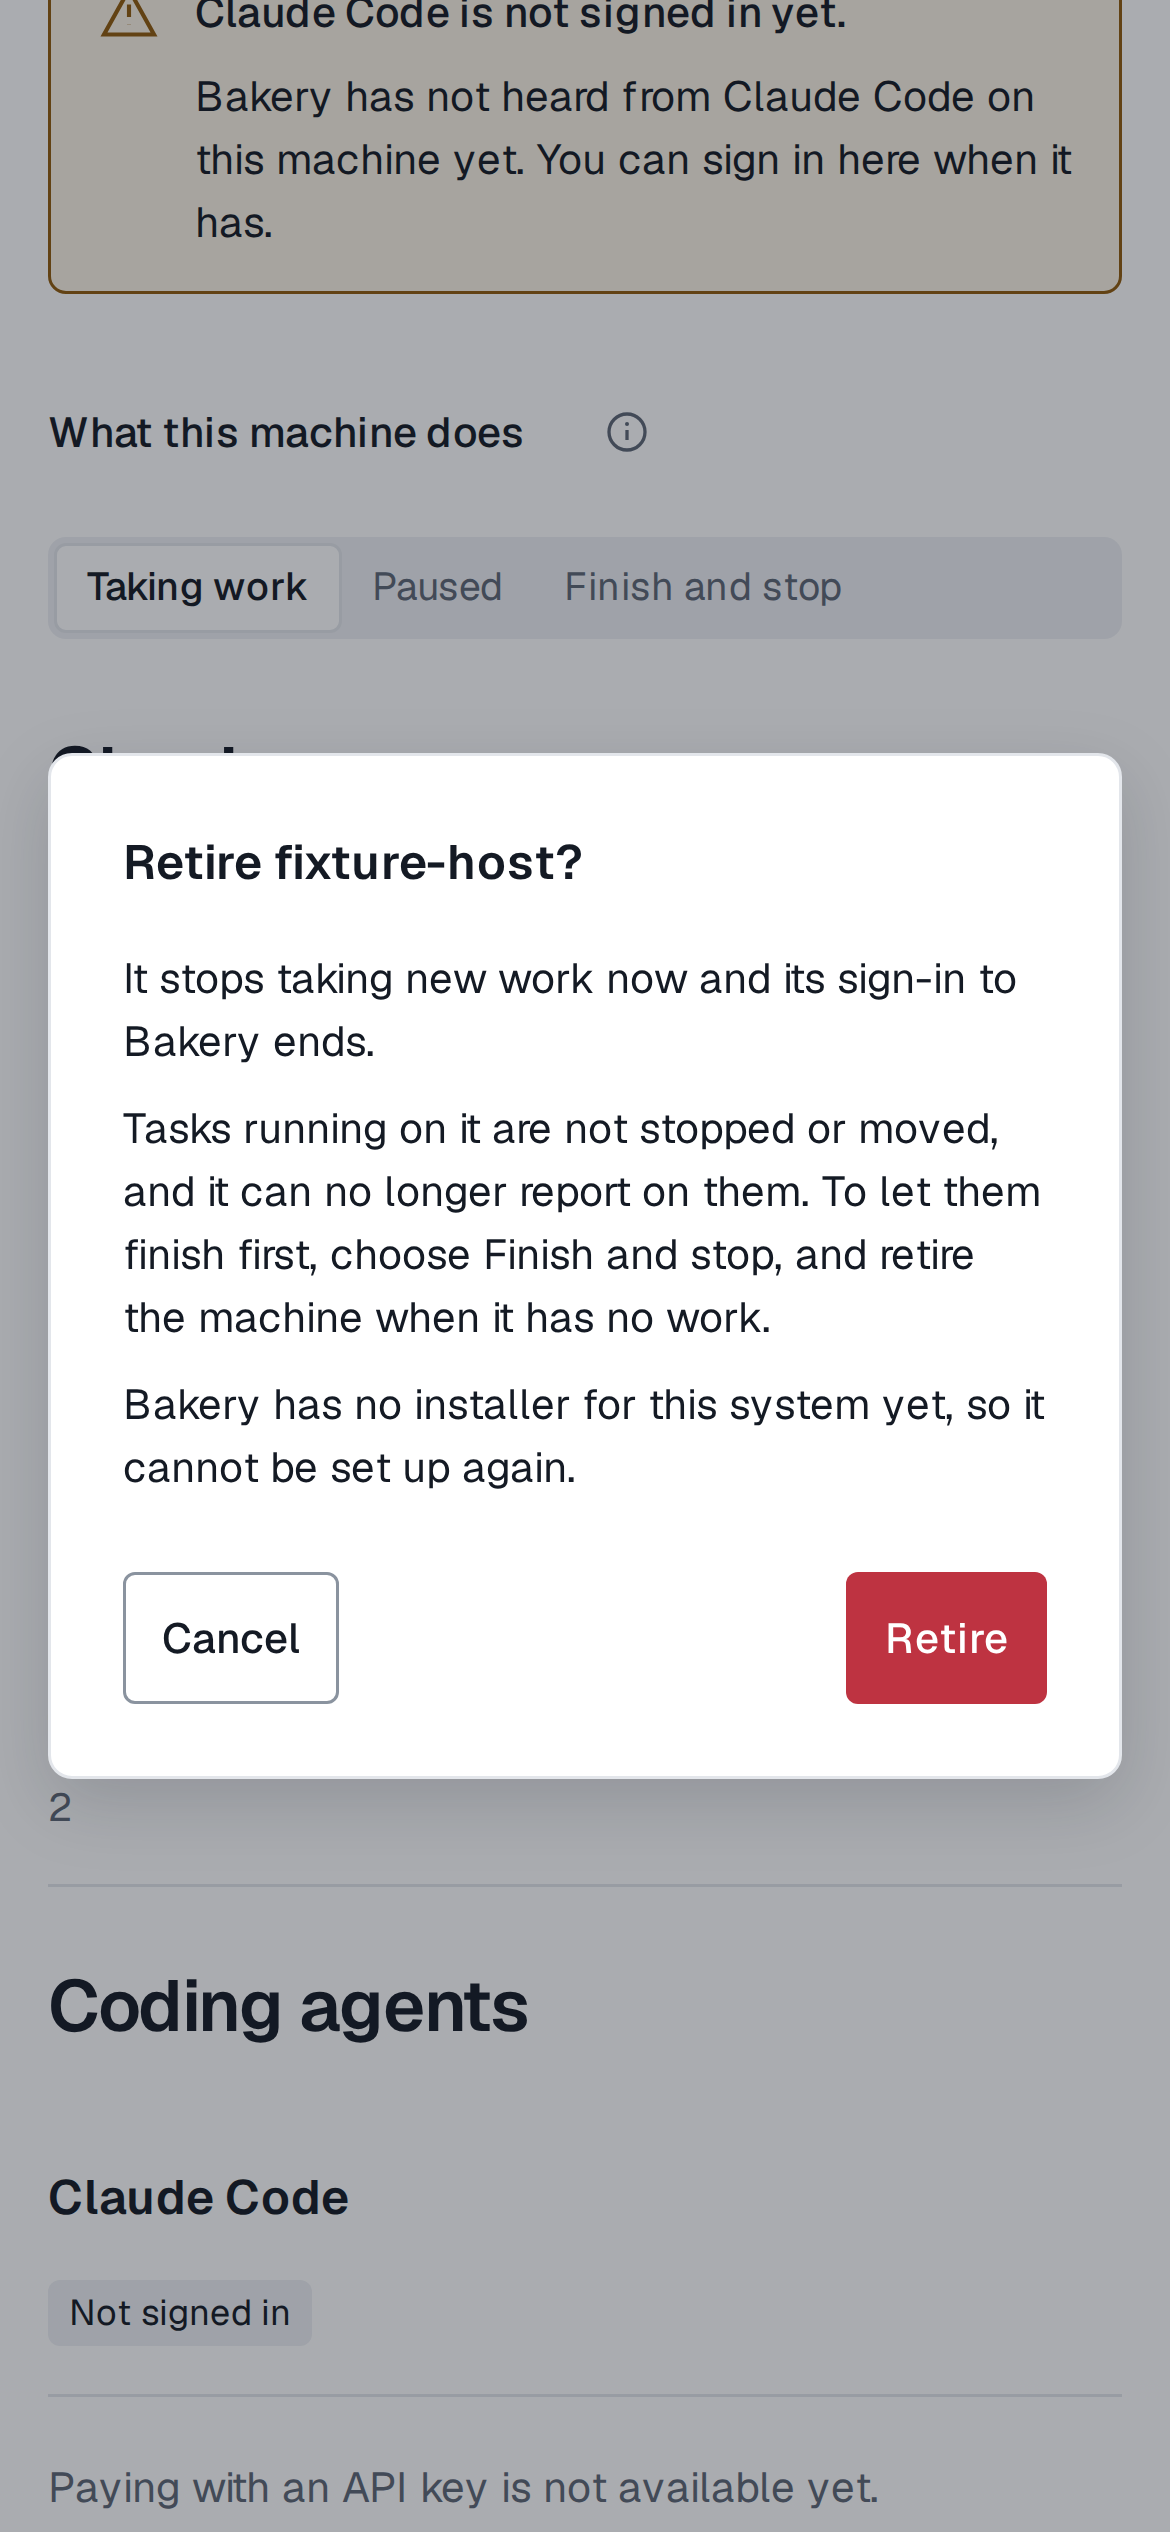 Claude Code is not signed in yet.
Bakery has not heard from Claude Code on
this machine yet. You can sign in here when it
has.
What this machine does
Taking work
Paused
Finish and stop
Retire fixture-host?
It stops taking new work now and its sign-in to
Bakery ends.
Tasks running on it are not stopped or moved,
and it can no longer report on them. To let them
finish first, choose Finish and stop, and retire
the machine when it has no work.
Bakery has no installer for this system yet, so it
cannot be set up again.
Cancel
Retire
2
Coding agents
Claude Code
Not signed in
Paying with an API key is not available yet.